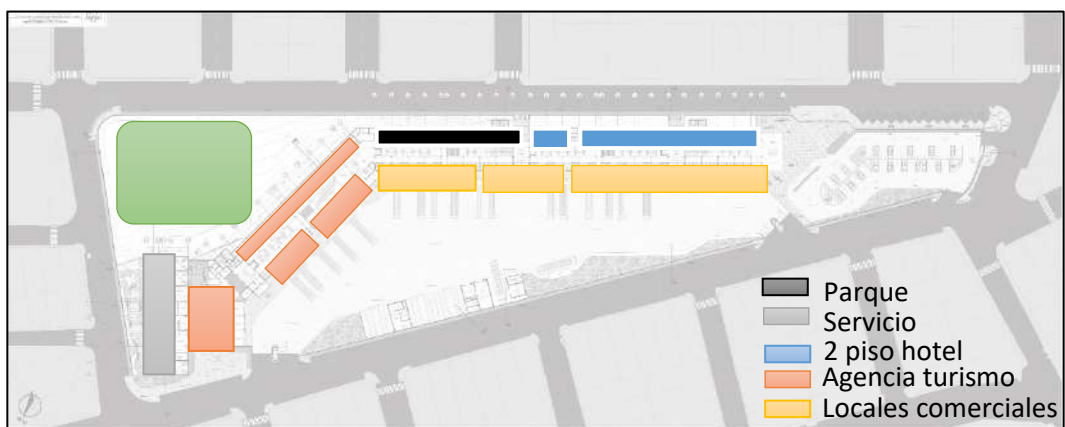 Parque
Servicio
2 piso hotel
Agencia turismo
Locales comerciales